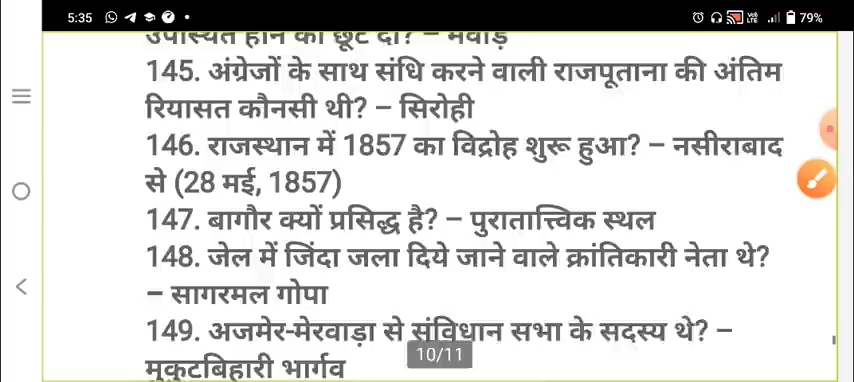 5:35
79%
उपस्थित होने की छूट दी? – मेवाड़
145. अंग्रेजों के साथ संधि करने वाली राजपूताना की अंतिम
रियासत कौनसी थी? – सिरोही
146. राजस्थान में 1857 का विद्रोह शुरू हुआ? – नसीराबाद
से (28 मई, 1857)
147. बागौर क्यों प्रसिद्ध है? – पुरातात्त्विक स्थल
148. जेल में जिंदा जला दिये जाने वाले क्रांतिकारी नेता थे?
– सागरमल गोपा
149. अजमेर-मेरवाड़ा से संविधान सभा के सदस्य थे? –
मुकुटबिहारी भार्गव
10/11